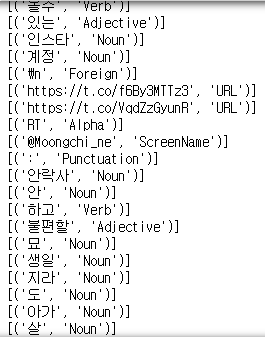 [('올수', 'Verb')]
[('있는', 'Adjective')]
[('인스타', 'Noun')]
[('계정', 'Noun')]
[('₩n', 'Foreign')]
[('https://t.co/f6By3MTTz3', 'URL')]
[('https://t.co/VqdZzGyunR', 'URL')]
[('RT', 'Alpha')]
[('@Moongchi_ne', 'ScreenName')]
[(':', 'Punctuation')]
[('안락사', 'Noun')]
[('안', 'Noun')]
[('하고', 'Verb')]
[('불편할', 'Adjective')]
[('묘', 'Noun')]
[('생일', 'Noun')]
[('지라', 'Noun')]
[('도', 'Noun')]
[('아가', 'Noun')]
[('살', 'Noun')]